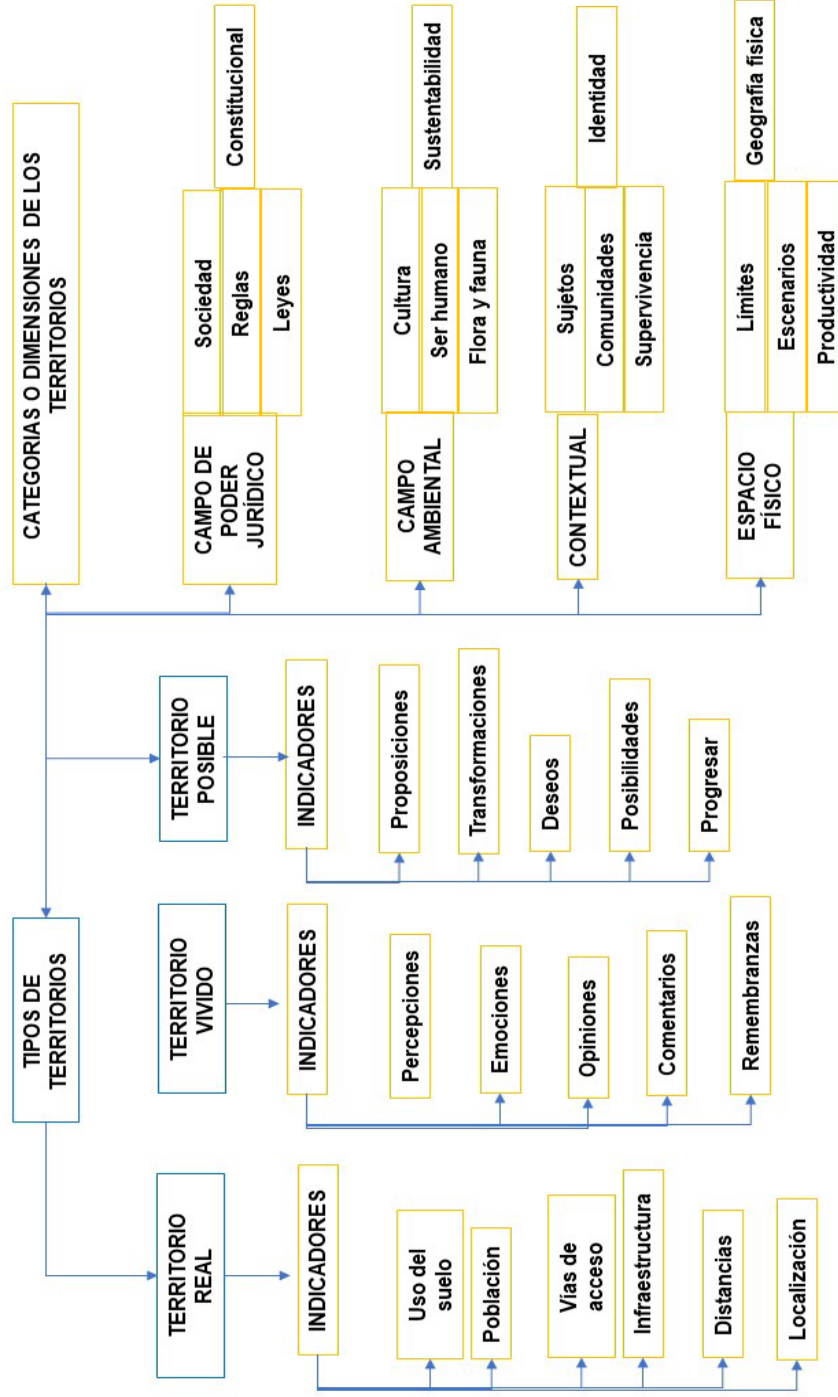 TIPOS DE
TERRITORIOS
CATEGORIAS O DIMENSIONES DE LOS
TERRITORIOS
TERRITORIO
REAL
INDICADORES
Uso del
suelo
Población
Vías de
acceso
Infraestructura
Distancias
Localización
TERRITORIO
VIVIDO
INDICADORES
Percepciones
Emociones
Opiniones
Comentarios
Remembranzas
TERRITORIO
POSIBLE
INDICADORES
Proposiciones
Transformaciones
Deseos
Posibilidades
Progresar
CAMPO DE
PODER
JURÍDICO
Sociedad
Reglas
Leyes
Constitucional
CAMPO
AMBIENTAL
Cultura
Ser humano
Flora y fauna
Sustentabilidad
CONTEXTUAL
Sujetos
Comunidades
Supervivencia
Identidad
ESPACIO
FÍSICO
Límites
Escenarios
Productividad
Geografía física